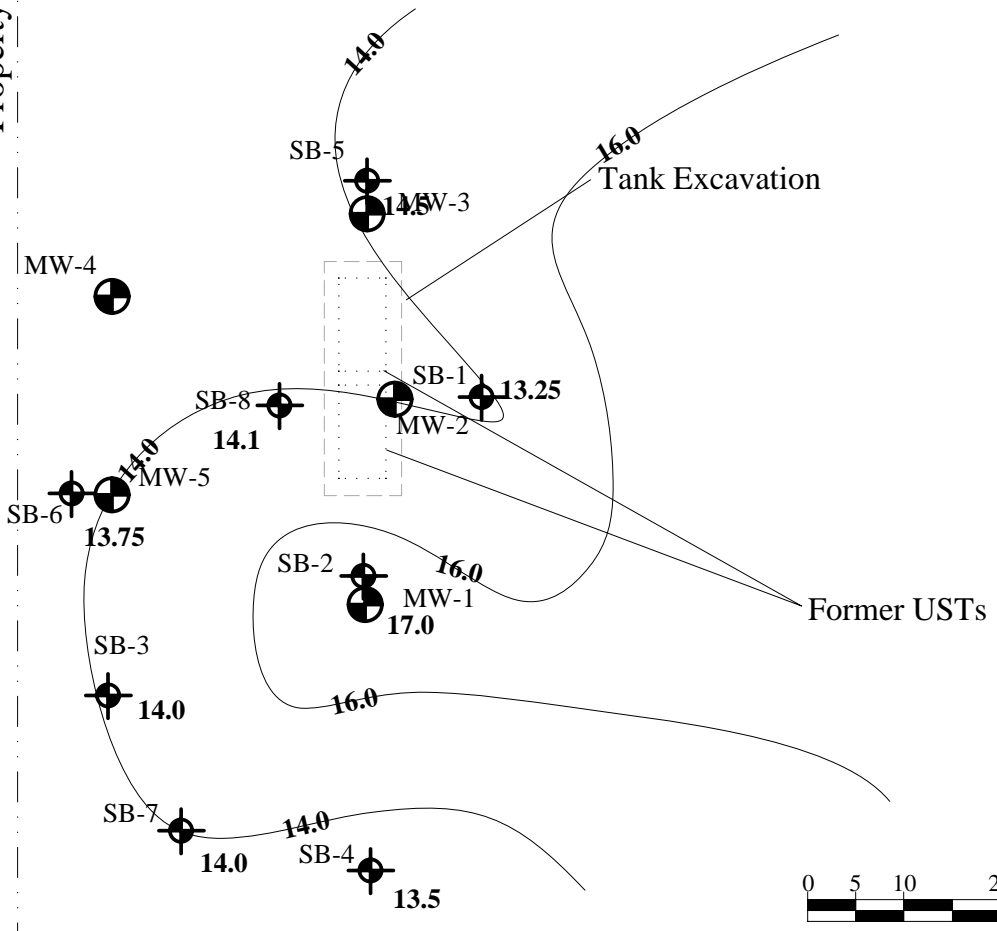 Property
14.0
16.0
SB-5
Tank Excavation
14.5
MW-3
MW-4
SB-1
13.25
SB-8
MW-2
14.1
14.0
MW-5
SB-6
13.75
SB-2
16.0
MW-1
17.0
Former USTs
SB-3
16.0
14.0
SB-7
14.0
14.0
SB-4
13.5
0 5 10 2